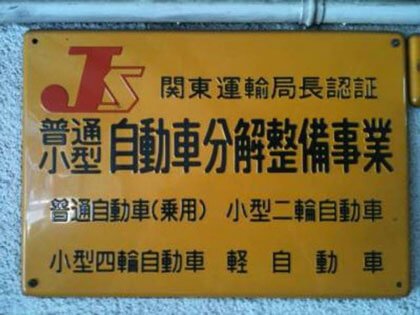 JS 関東運輸局長認証
普通
小型 自動車分解整備事業
普通自動車(乗用) 小型二輪自動車
小型四輪自動車 軽自動車